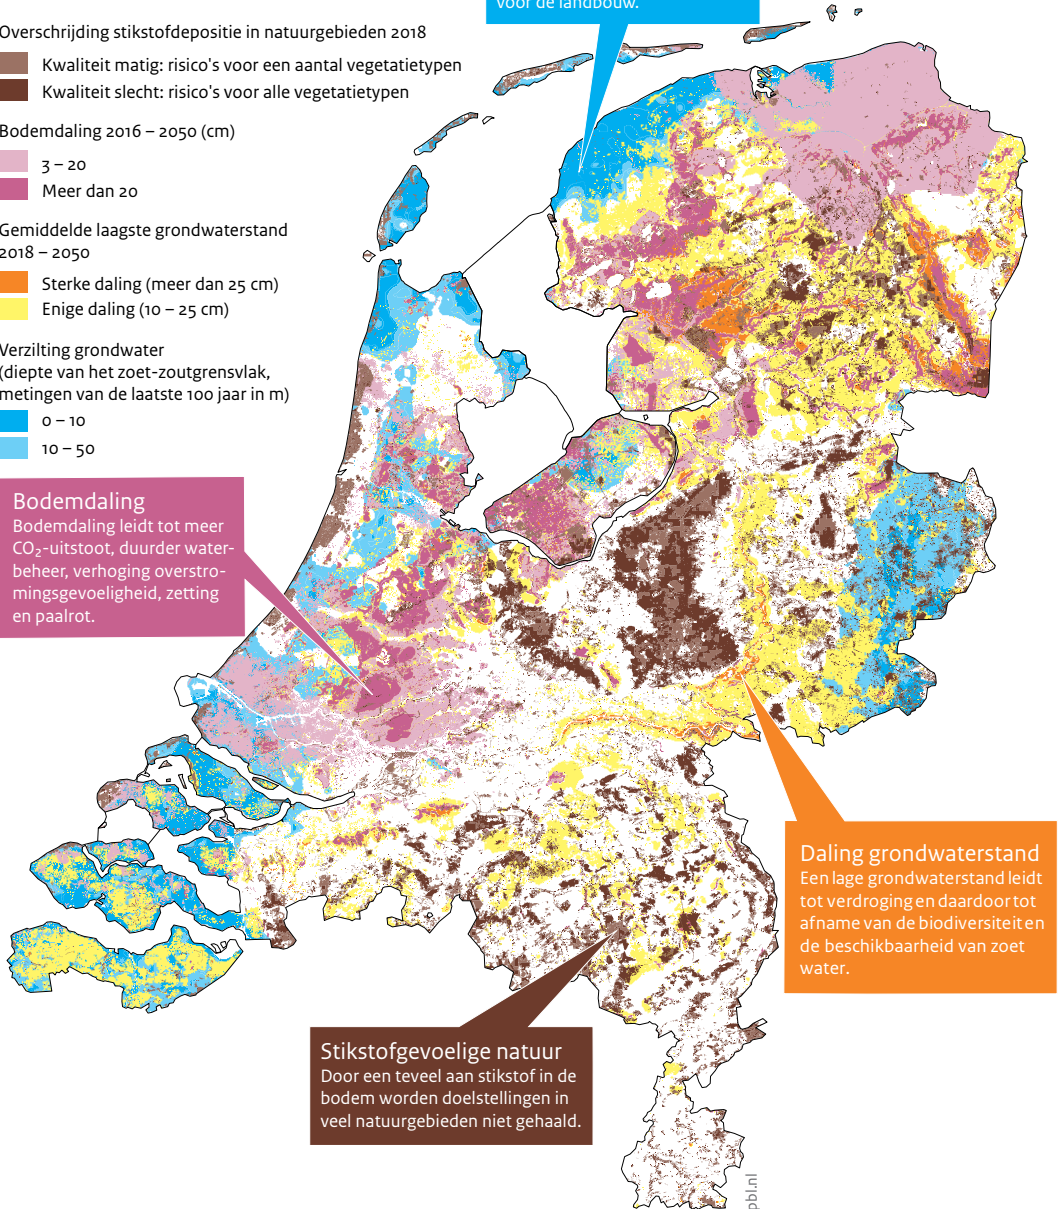 voor de landbouw.
Overschrijding stikstofdepositie in natuurgebieden 2018
Kwaliteit matig: risico's voor een aantal vegetatietypen
Kwaliteit slecht: risico's voor alle vegetatietypen
Bodemdaling 2016 – 2050 (cm)
3 – 20
Meer dan 20
Gemiddelde laagste grondwaterstand
2018 – 2050
Sterke daling (meer dan 25 cm)
Enige daling (10 – 25 cm)
Verzilting grondwater
(diepte van het zoet-zoutgrensvlak,
metingen van de laatste 100 jaar in m)
0 – 10
10 – 50
Bodemdaling
Bodemdaling leidt tot meer
CO₂-uitstoot, duurder water-
beheer, verhoging overstro-
mingsgevoeligheid, zetting
en paalrot.
Daling grondwaterstand
Een lage grondwaterstand leidt
tot verdroging en daardoor tot
afname van de biodiversiteit en
de beschikbaarheid van zoet
water.
Stikstofgevoelige natuur
Door een teveel aan stikstof in de
bodem worden doelstellingen in
veel natuurgebieden niet gehaald.
pbl.nl